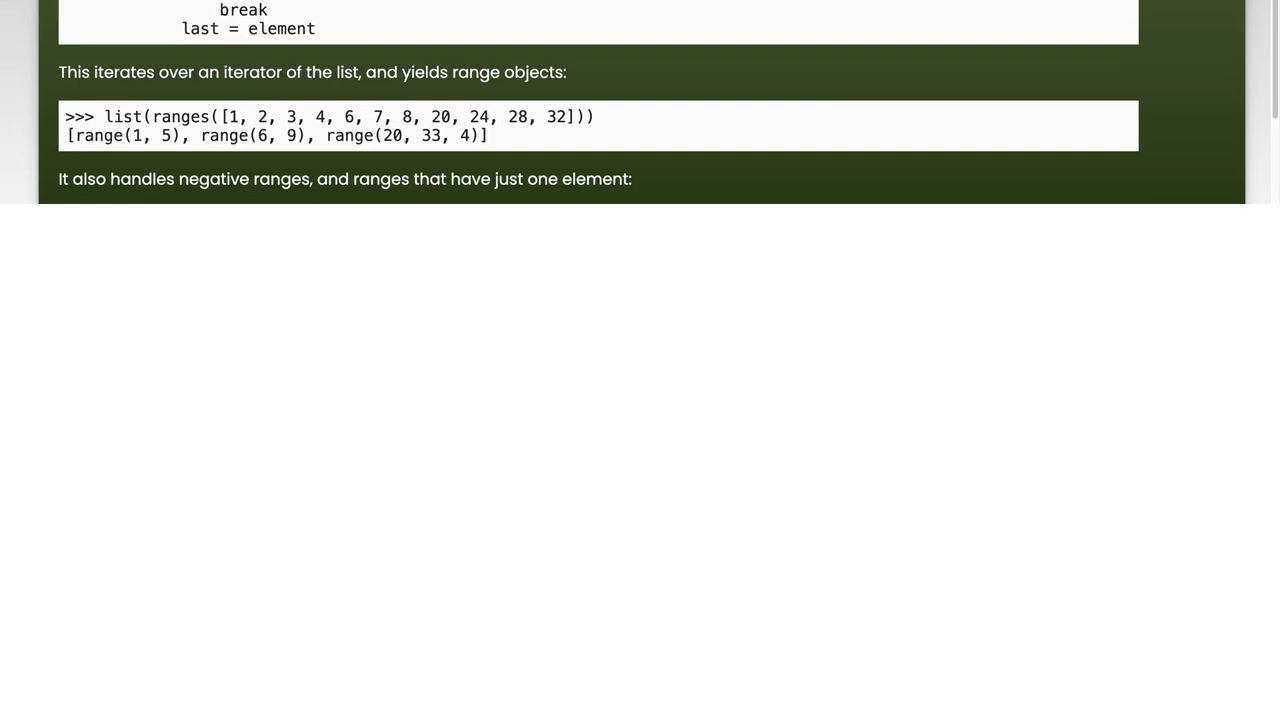 break
last = element
This iterates over an iterator of the list, and yields range objects:
>>> list(ranges([1, 2, 3, 4, 6, 7, 8, 20, 24, 28, 32]))
[range(1, 5), range(6, 9), range(20, 33, 4)]
It also handles negative ranges, and ranges that have just one element: